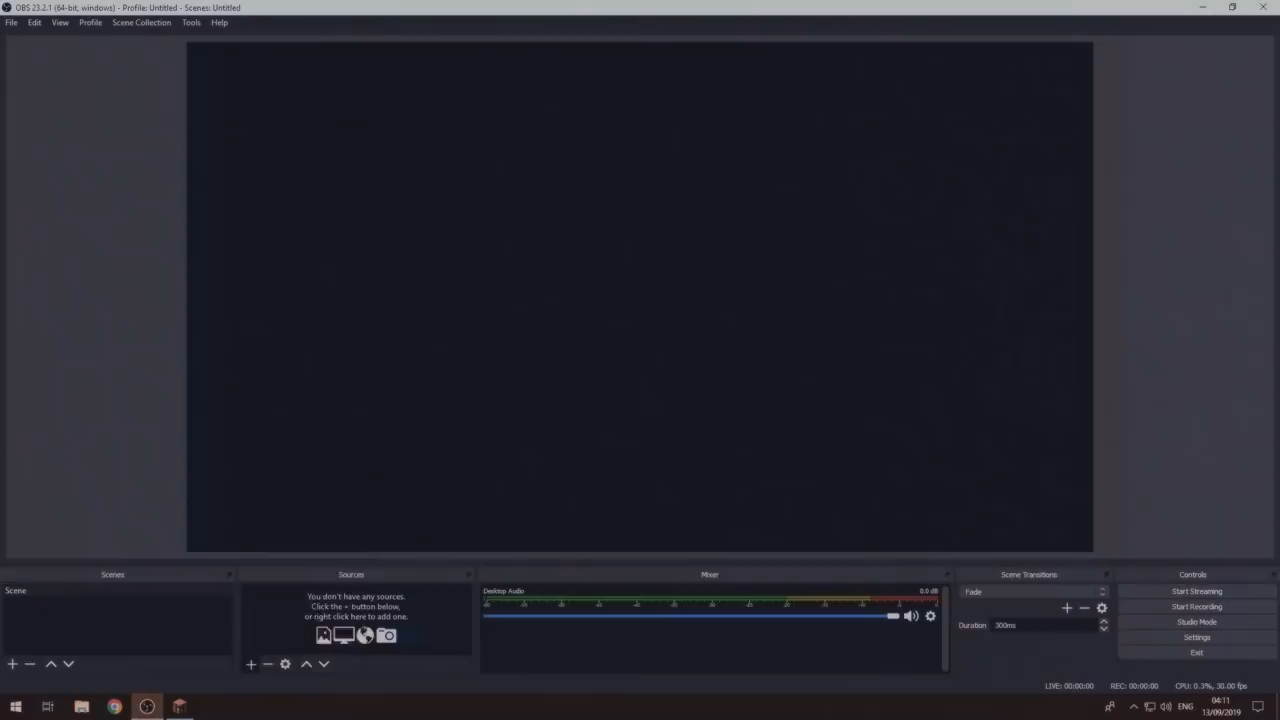 OBS 23.2.1 (64-bit, windows) - Profile: Untitled - Scenes: Untitled
File Edit View Profile Scene Collection Tools Help
Scenes
Sources
Mixer
Scene Transitions
Controls
Scene
You don't have any sources.
Click the + button below,
or right click here to add one.
Desktop Audio 0.0 dB
Fade
Duration 300ms
Start Streaming
Start Recording
Studio Mode
Settings
Exit
LIVE: 00:00:00 REC: 00:00:00 CPU: 0.3%, 30.00 fps
ENG
04:11
13/09/2019